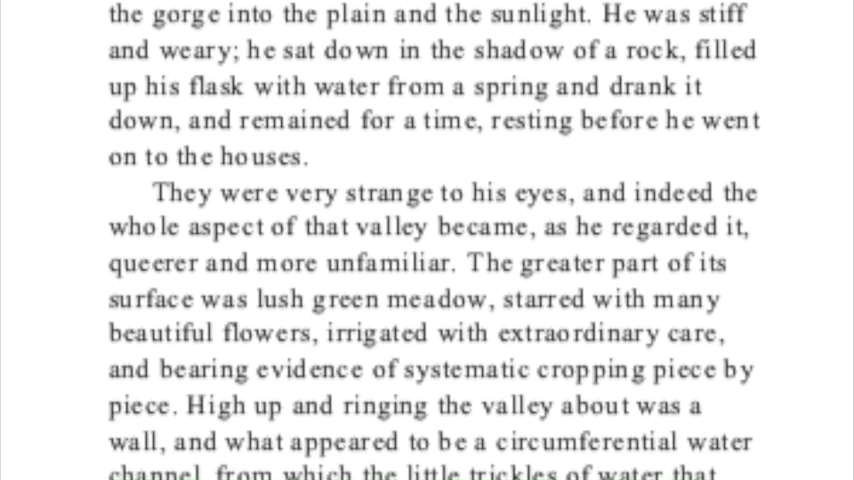 the gorge into the plain and the sunlight. He was stiff
and weary; he sat down in the shadow of a rock, filled
up his flask with water from a spring and drank it
down, and remained for a time, resting before he went
on to the houses.
They were very strange to his eyes, and indeed the
whole aspect of that valley became, as he regarded it,
queerer and more unfamiliar. The greater part of its
surface was lush green meadow, starred with many
beautiful flowers, irrigated with extraordinary care,
and bearing evidence of systematic cropping piece by
piece. High up and ringing the valley about was a
wall, and what appeared to be a circumferential water
channel, from which the little trickles of water that